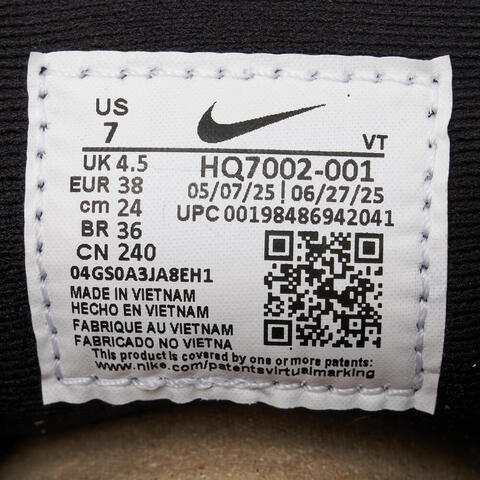 US
7
VT
UK 4.5
HQ7002-001
EUR 38
05/07/25 | 06/27/25
cm 24
UPC 00198486942041
BR 36
CN 240
04GS0A3JA8EH1
MADE IN VIETNAM
HECHO EN VIETNAM
FABRIQUE AU VIETNAM
FABRICADO NO VIETNA
This product is covered by one or more patents:
www.nike.com/patentsvirtualmarking